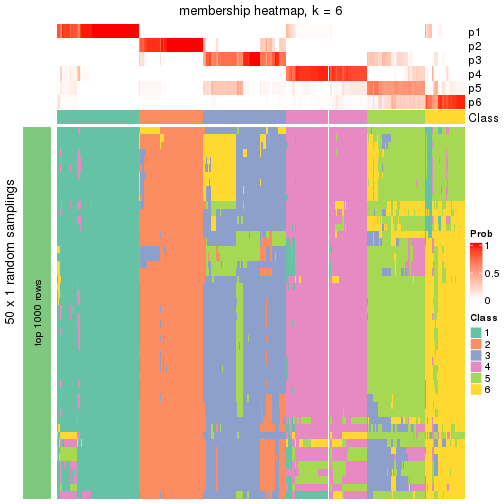 membership heatmap, k = 6
p1
p2
p3
p4
p5
p6
Class
50 x 1 random samplings
top 1000 rows
Prob
1
0.5
0
Class
1
2
3
4
5
6